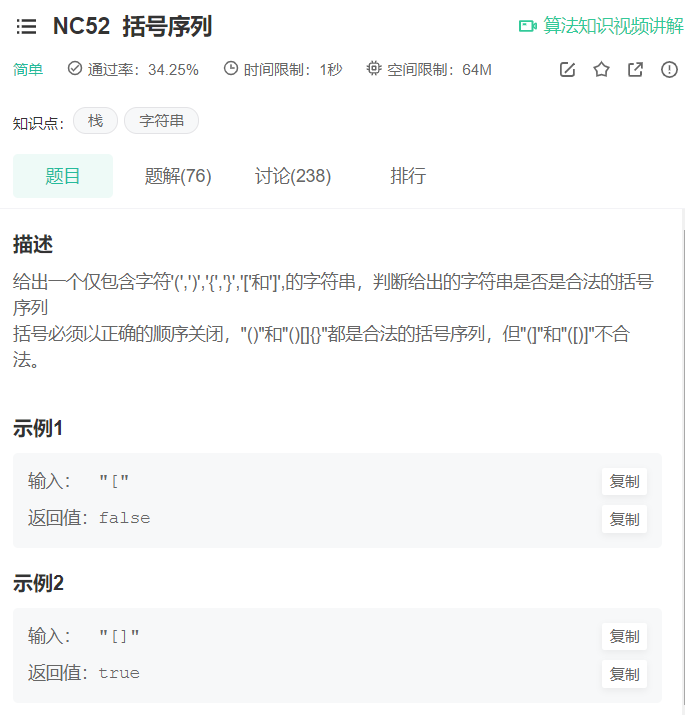 NC52 括号序列 算法知识视频讲解
简单 通过率：34.25% 时间限制：1秒 空间限制：64M
知识点： 栈 字符串
题目 题解(76) 讨论(238) 排行
描述
给出一个仅包含字符'(',')','{','}','['和']',的字符串，判断给出的字符串是否是合法的括号
序列
括号必须以正确的顺序关闭，"()"和"()[]{}"都是合法的括号序列，但"(]"和"([)]"不合
法。
示例1
输入： "[" 复制
返回值：false 复制
示例2
输入： "[]" 复制
返回值：true 复制